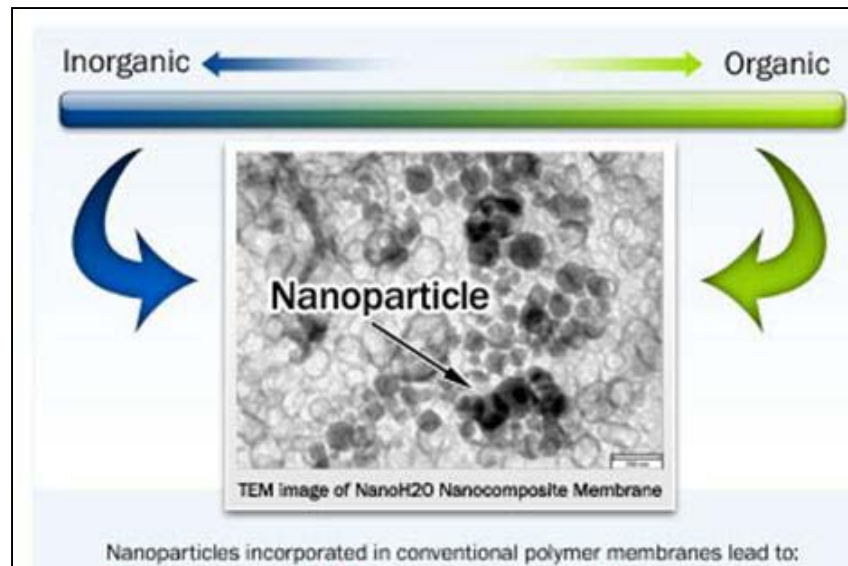 Inorganic
Organic
Nanoparticle
TEM image of NanoH2O Nanocomposite Membrane
Nanoparticles incorporated in conventional polymer membranes lead to: